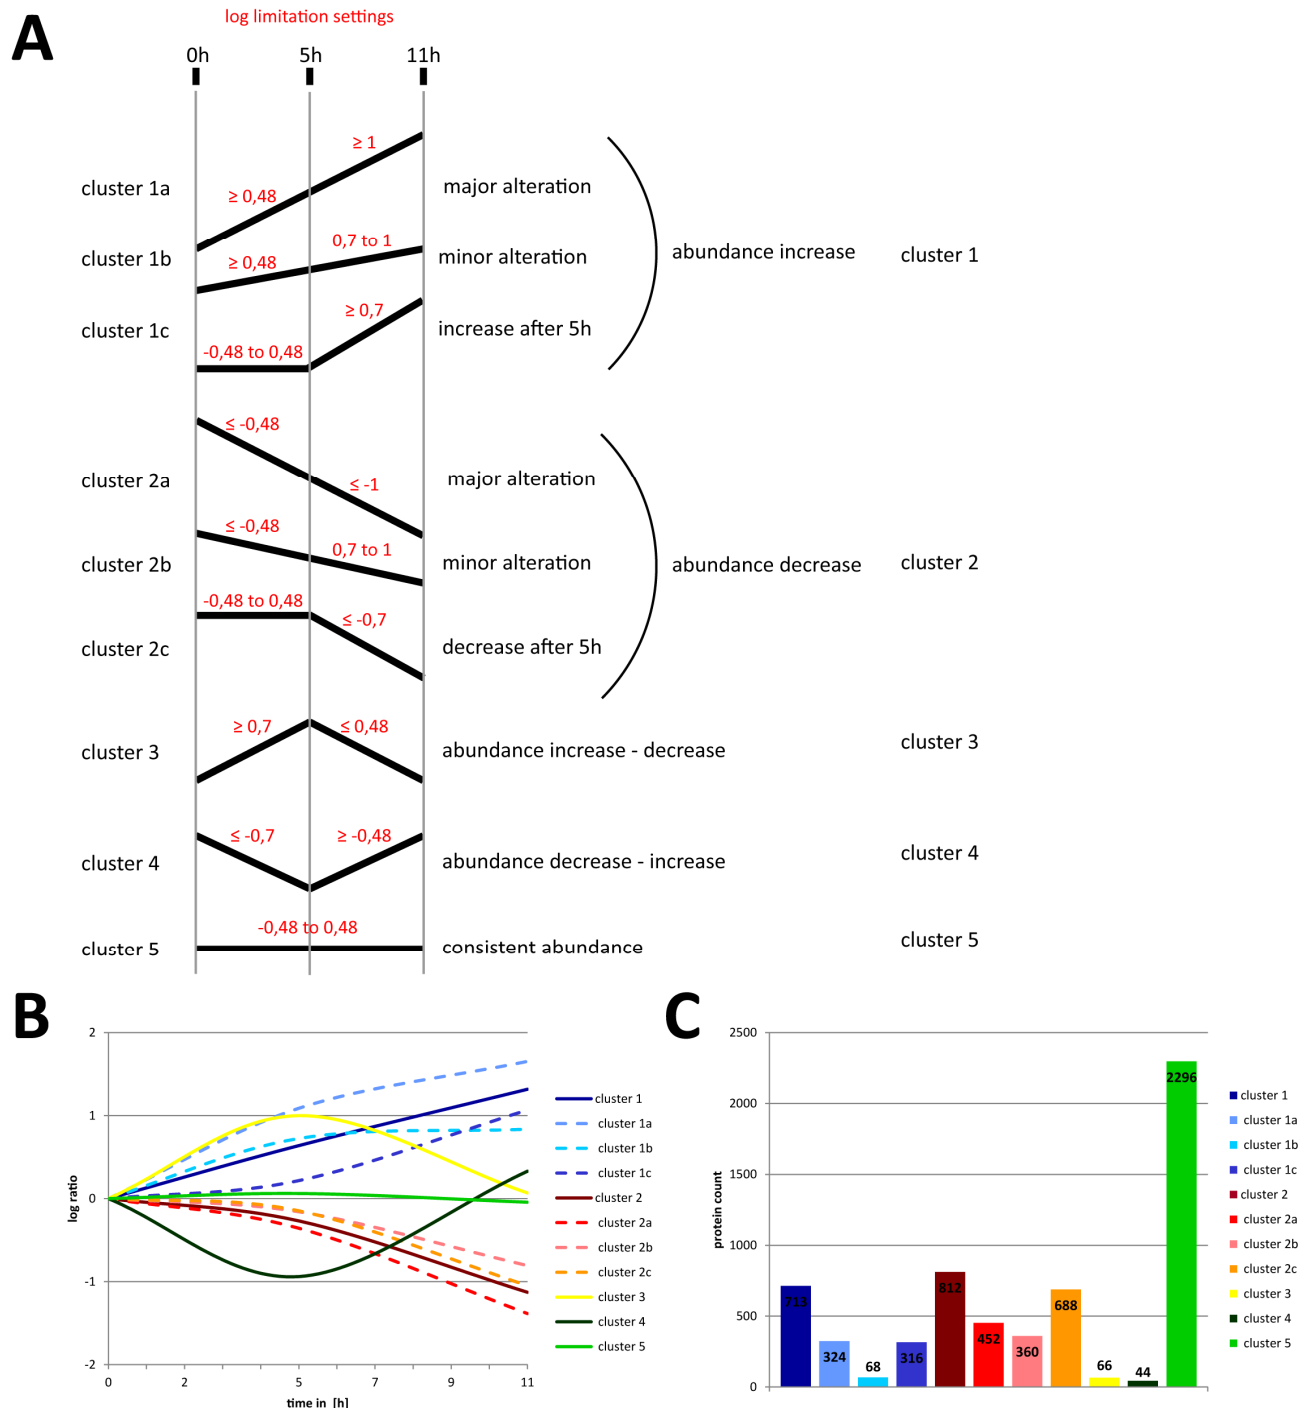 A
log limitation settings
0h 5h 11h
≥ 1
cluster 1a ≥ 0,48 major alteration
0,7 to 1
cluster 1b ≥ 0,48 minor alteration abundance increase cluster 1
≥ 0,7
cluster 1c increase after 5h
-0,48 to 0,48
≤ -0,48
cluster 2a ≤ -1 major alteration
≤ -0,48
0,7 to 1
cluster 2b minor alteration abundance decrease cluster 2
-0,48 to 0,48
≤ -0,7
cluster 2c decrease after 5h
≥ 0,7 ≤ 0,48
cluster 3 abundance increase - decrease cluster 3
≤ -0,7 ≥ -0,48
cluster 4 abundance decrease - increase cluster 4
-0,48 to 0,48
cluster 5 consistent abundance cluster 5
B
2
1
0
-1
-2
log ratio
0 2 5 7 9 11
time in [h]
cluster 1
cluster 1a
cluster 1b
cluster 1c
cluster 2
cluster 2a
cluster 2b
cluster 2c
cluster 3
cluster 4
cluster 5
C
2500
2000
1500
1000
500
0
protein count
713
324
68
316
812
452
360
688
66
44
2296
cluster 1
cluster 1a
cluster 1b
cluster 1c
cluster 2
cluster 2a
cluster 2b
cluster 2c
cluster 3
cluster 4
cluster 5